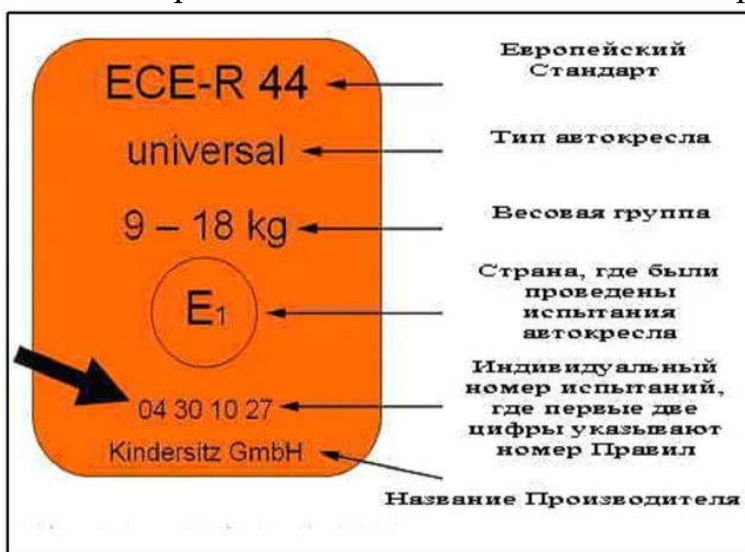 ECE-R 44
Европейский
Стандарт
universal
Тип автокресла
9 – 18 kg
Весовая группа
E1
Страна, где были
проведены
испытания
автокресла
04 30 10 27
Индивидуальный
номер испытаний,
где первые две
цифры указывают
номер Правил
Kindersitz GmbH
Название Производителя